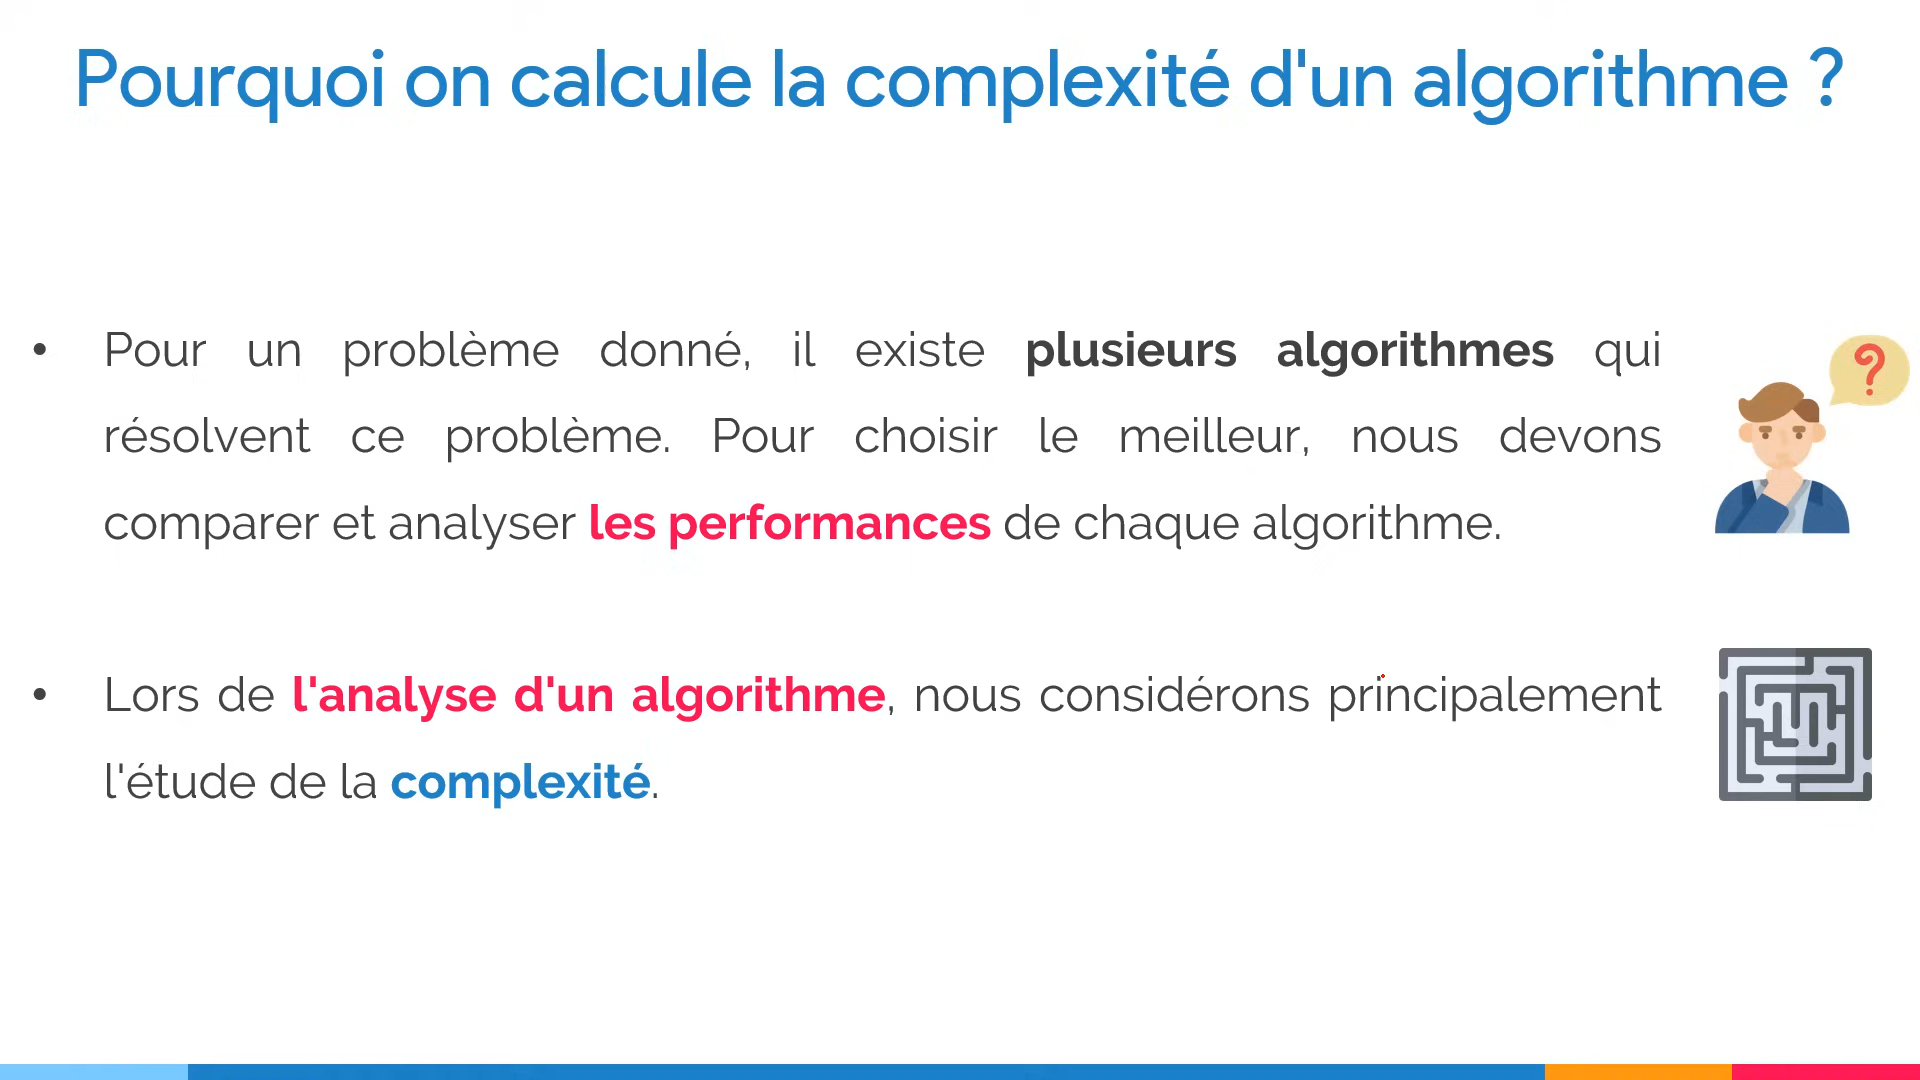 Pourquoi on calcule la complexité d'un algorithme ?
• Pour un problème donné, il existe plusieurs algorithmes qui
résolvent ce problème. Pour choisir le meilleur, nous devons
comparer et analyser les performances de chaque algorithme.
?
• Lors de l'analyse d'un algorithme, nous considérons principalement
l'étude de la complexité.